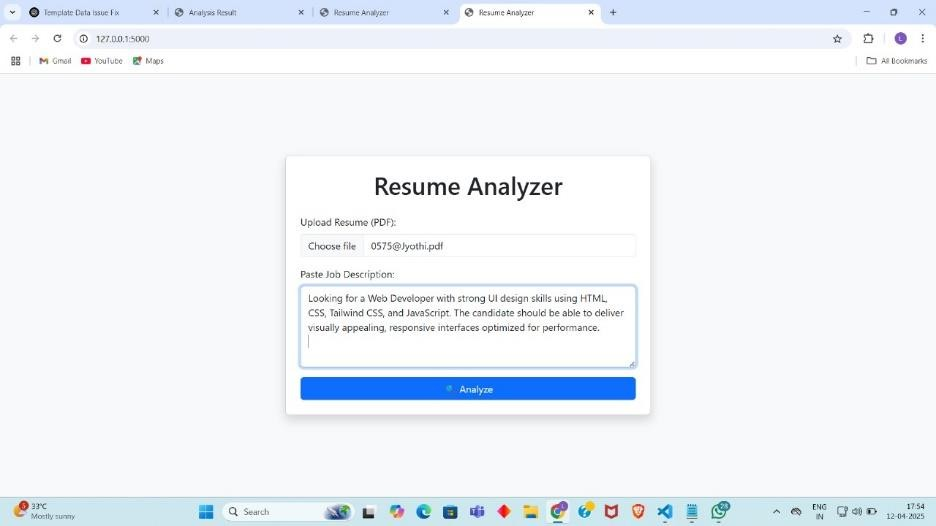 Template Data Issue Fix
Analysis Result
Resume Analyzer
Resume Analyzer
127.0.0.1:5000
L
Gmail
YouTube
Maps
All Bookmarks
Resume Analyzer
Upload Resume (PDF):
Choose file
0575@Jyothi.pdf
Paste Job Description:
Looking for a Web Developer with strong UI design skills using HTML,
CSS, Tailwind CSS, and JavaScript. The candidate should be able to deliver
visually appealing, responsive interfaces optimized for performance.
Analyze
33°C
Mostly sunny
Search
ENG
IN
17:54
12-04-2025